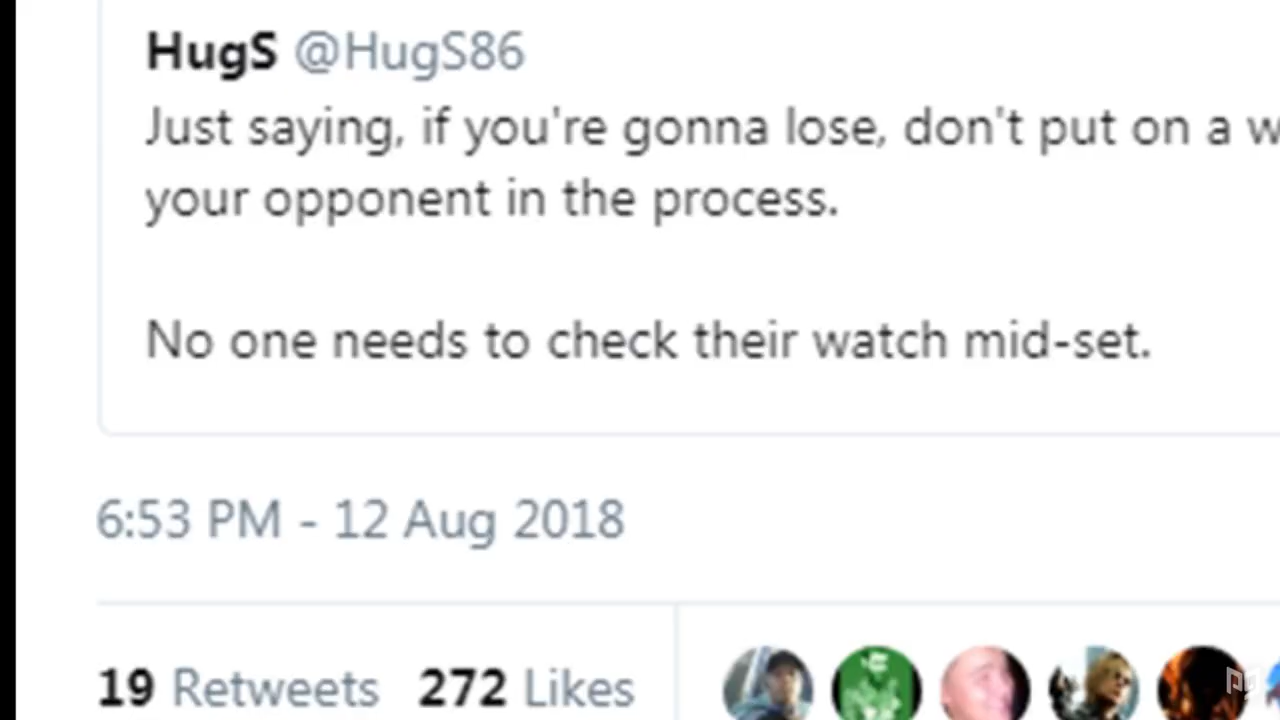 HugS @HugS86
Just saying, if you're gonna lose, don't put on a
your opponent in the process.
No one needs to check their watch mid-set.
6:53 PM - 12 Aug 2018
19 Retweets 272 Likes